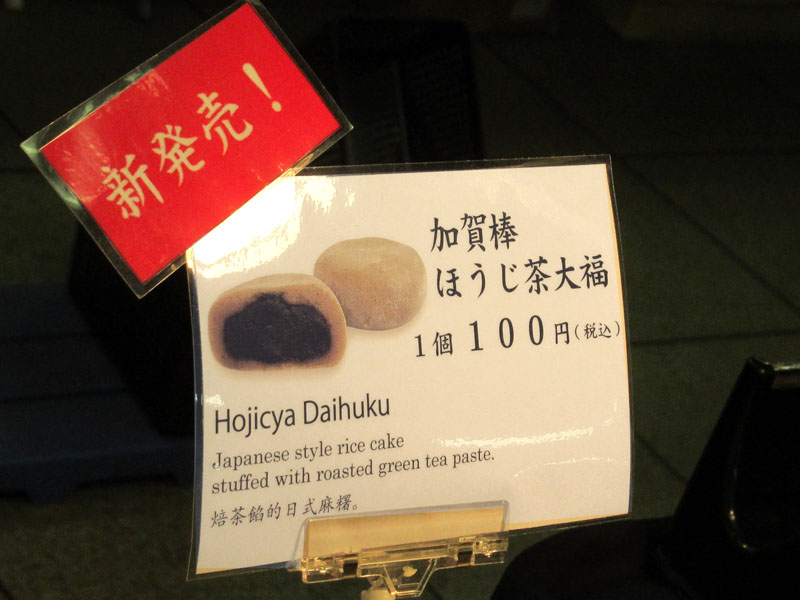 新発売!
加賀棒
ほうじ茶大福
1個 100円(税込)
Hojicya Daihuku
Japanese style rice cake
stuffed with roasted green tea paste.
焙茶餡的日式麻糬。